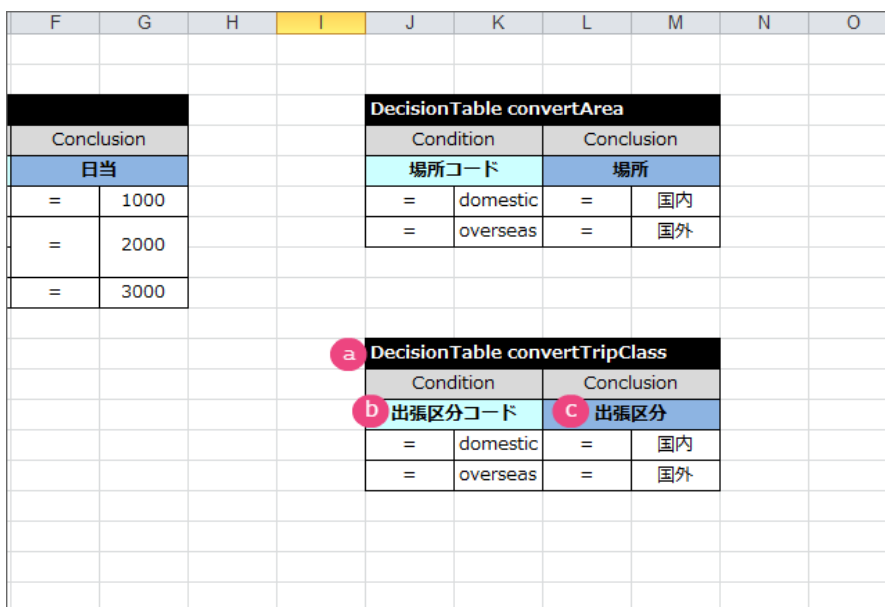 F G H I J K L M N O
DecisionTable convertArea
Conclusion Condition Conclusion
日当 場所コード 場所
= 1000 = domestic = 国内
= 2000 = overseas = 国外
= 3000
a DecisionTable convertTripClass
Condition Conclusion
b 出張区分コード c 出張区分
= domestic = 国内
= overseas = 国外